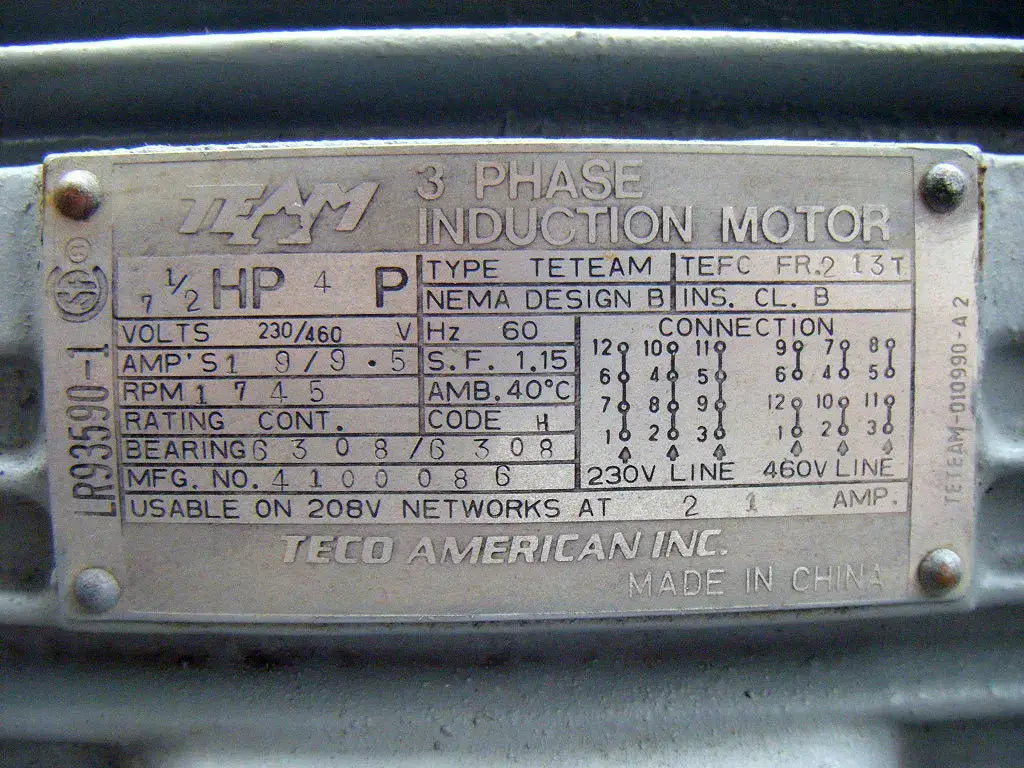 TEAM 3 PHASE
INDUCTION MOTOR
7 1/2 HP 4 P
TYPE TETEAM TEFC FR.213T
NEMA DESIGN B INS. CL. B
VOLTS 230/460 V Hz 60
AMP'S 19/9.5 S.F. 1.15
RPM 1745 AMB. 40°C
RATING CONT. CODE H
BEARING 6308/6308
MFG. NO. 4100086
CONNECTION
12 10 11 9 7 8
6 4 5 6 4 5
7 8 9 12 10 11
1 2 3 1 2 3
230V LINE 460V LINE
USABLE ON 208V NETWORKS AT 21 AMP.
TECO AMERICAN INC.
MADE IN CHINA
LR93590-1
TETEAM-010990-A2